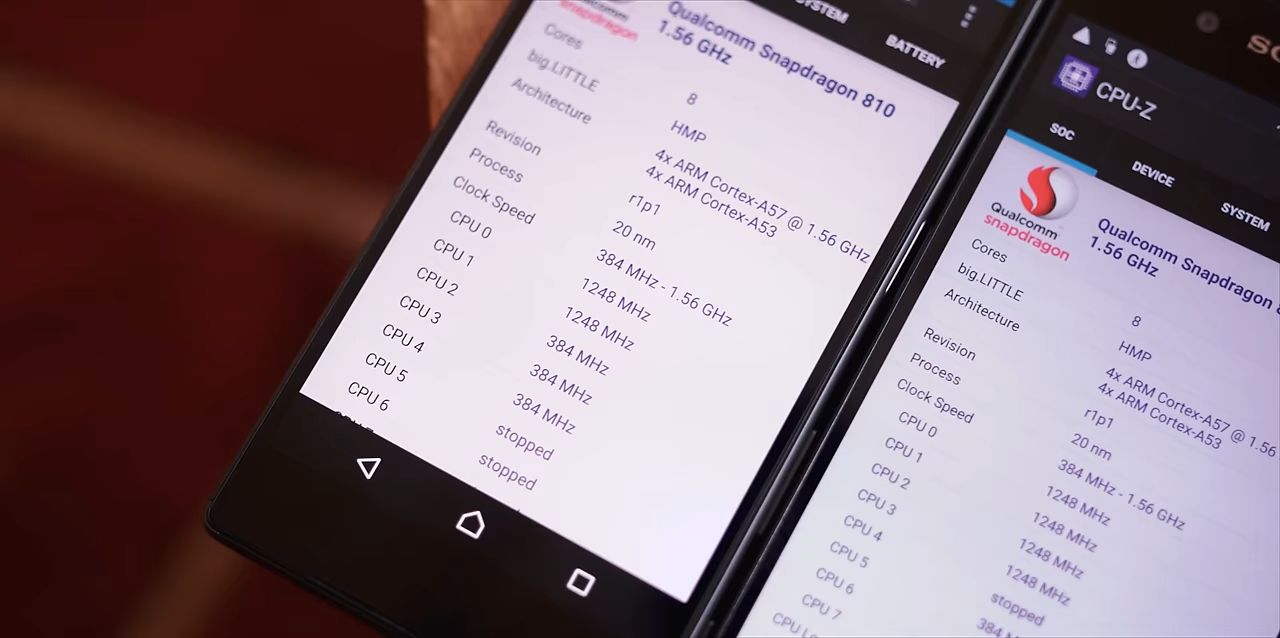 SYSTEM
BATTERY
snapdragon
Qualcomm Snapdragon 810
1.56 GHz
Cores 8
big.LITTLE HMP
Architecture 4x ARM Cortex-A57 @ 1.56 GHz
4x ARM Cortex-A53
Revision r1p1
Process 20 nm
Clock Speed 384 MHz - 1.56 GHz
CPU 0 1248 MHz
CPU 1 1248 MHz
CPU 2 384 MHz
CPU 3 384 MHz
CPU 4 384 MHz
CPU 5 stopped
CPU 6 stopped
CPU-Z
SOC
DEVICE
SYSTEM
Qualcomm
snapdragon
Qualcomm Snapdragon
1.56 GHz
Cores 8
big.LITTLE HMP
Architecture 4x ARM Cortex-A57 @ 1.56
4x ARM Cortex-A53
Revision r1p1
Process 20 nm
Clock Speed 384 MHz - 1.56 GHz
CPU 0 1248 MHz
CPU 1 1248 MHz
CPU 2 1248 MHz
CPU 3 1248 MHz
CPU 4 stopped
CPU 5 384
CPU 6
CPU 7